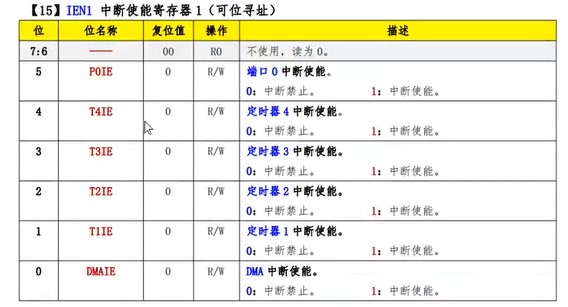 【15】IEN1 中断使能寄存器 1（可位寻址）
位 位名称 复位值 操作 描述
7:6 —— 00 R0 不使用，读为 0。
5 P0IE 0 R/W 端口 0 中断使能。
0：中断禁止。 1：中断使能。
4 T4IE 0 R/W 定时器 4 中断使能。
0：中断禁止。 1：中断使能。
3 T3IE 0 R/W 定时器 3 中断使能。
0：中断禁止。 1：中断使能。
2 T2IE 0 R/W 定时器 2 中断使能。
0：中断禁止。 1：中断使能。
1 T1IE 0 R/W 定时器 1 中断使能。
0：中断禁止。 1：中断使能。
0 DMAIE 0 R/W DMA 中断使能。
0：中断禁止。 1：中断使能。